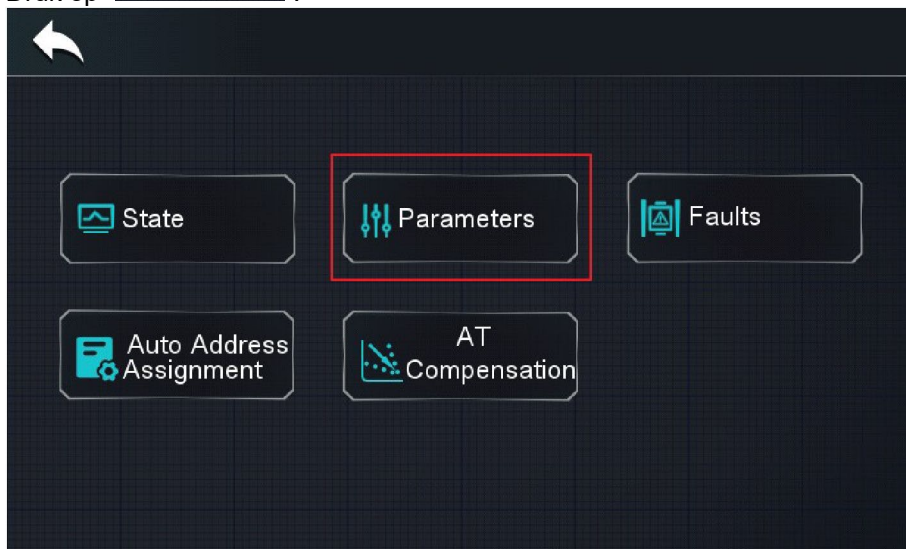 State
Parameters
Faults
Auto Address
Assignment
AT
Compensation